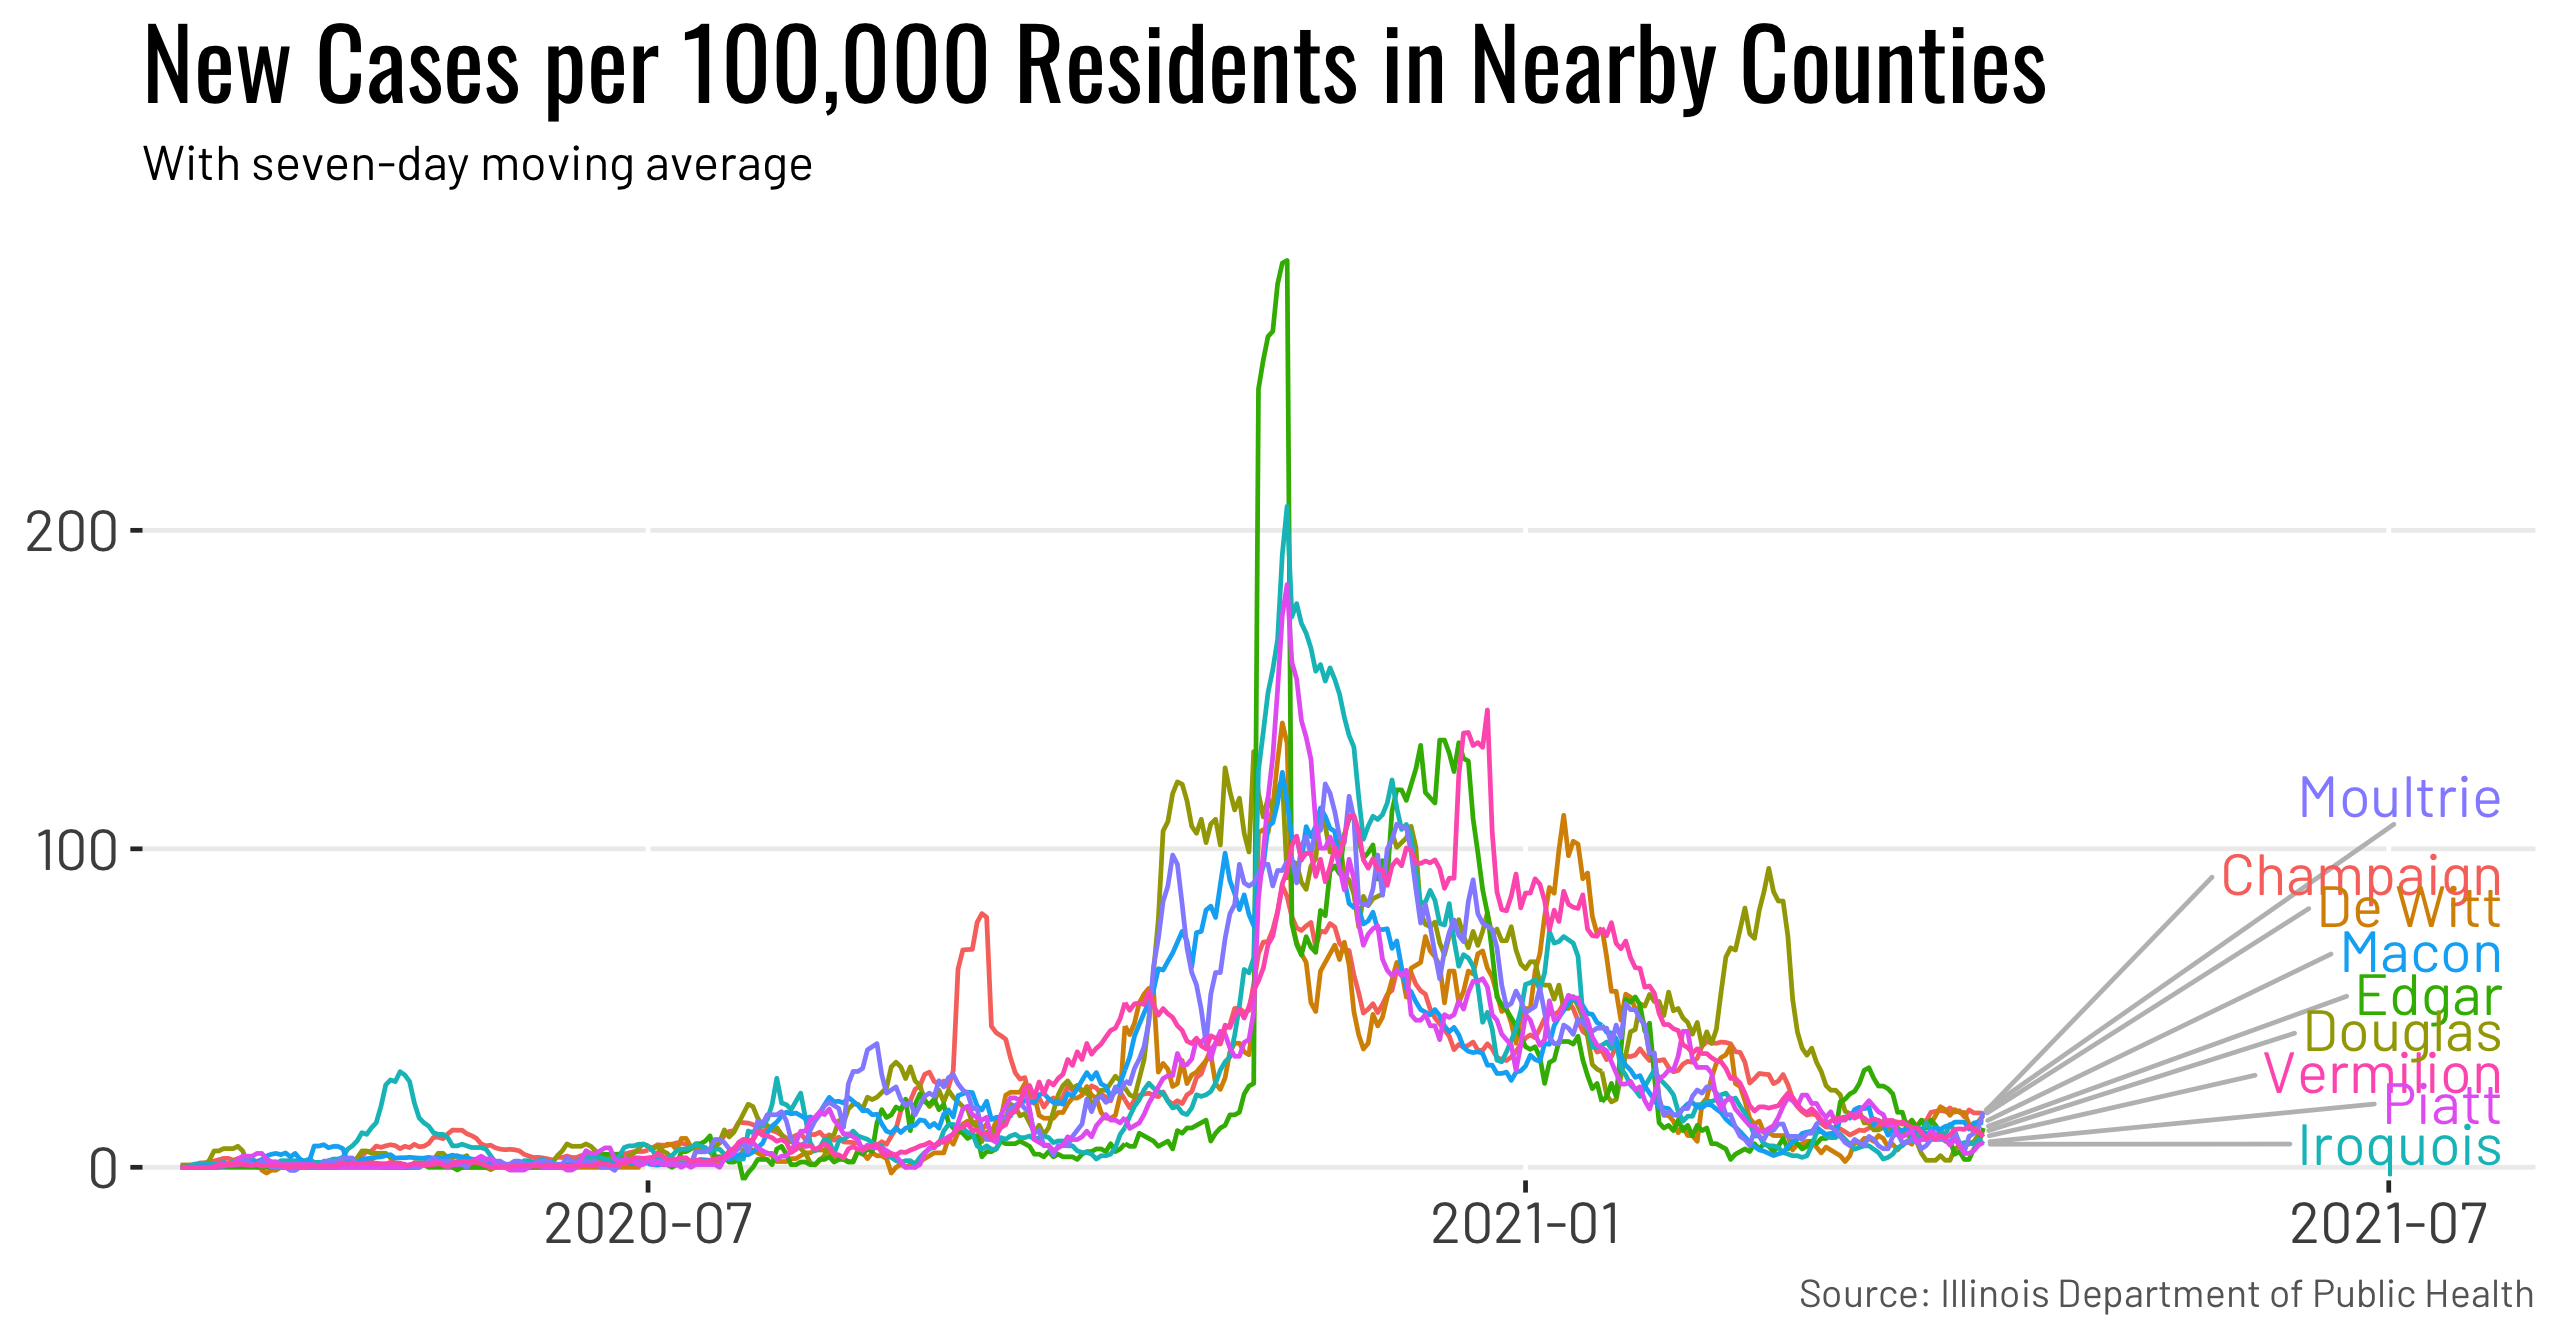 New Cases per 100,000 Residents in Nearby Counties
With seven-day moving average
200
100
0
Moultrie
Champaign
De Witt
Macon
Edgar
Douglas
Vermilion
Piatt
Iroquois
2020-07
2021-01
2021-07
Source: Illinois Department of Public Health